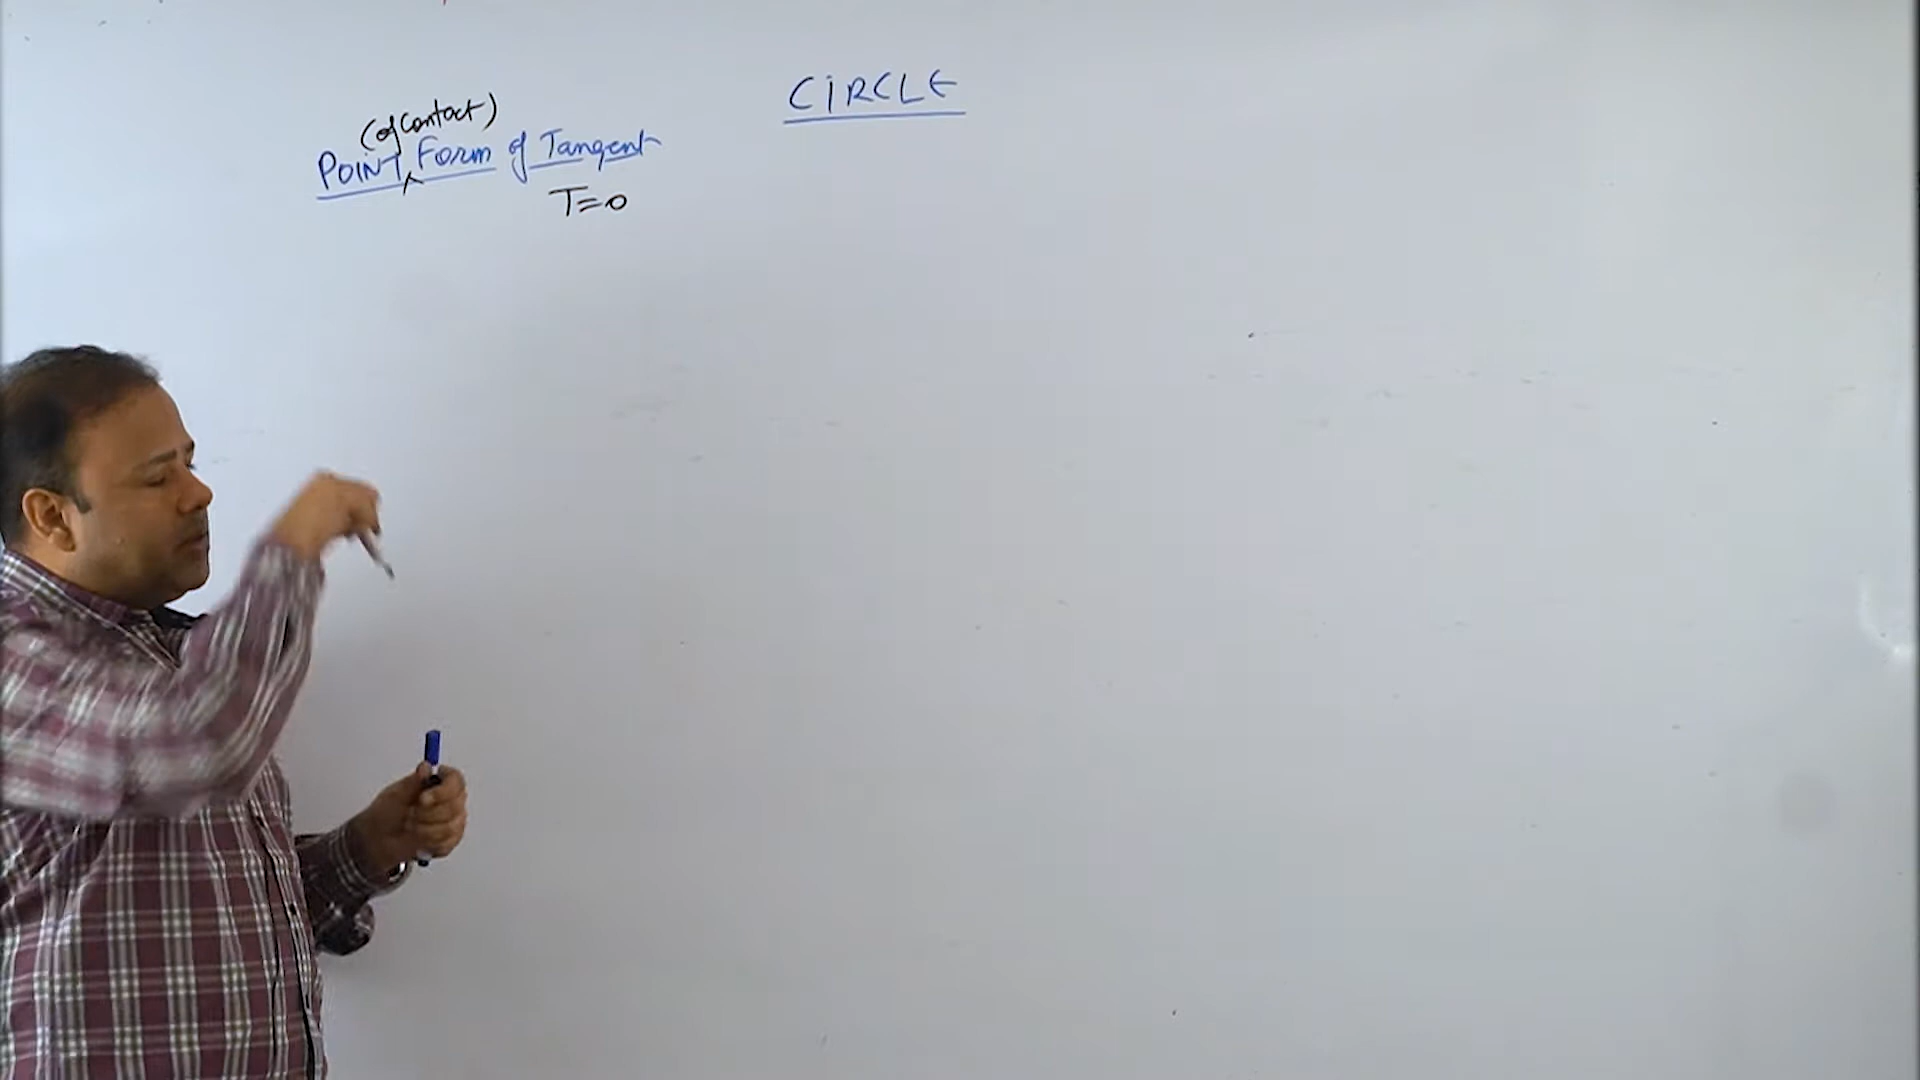 CIRCLE
(of contact)
POINT ^ Form of Tangent
T=0